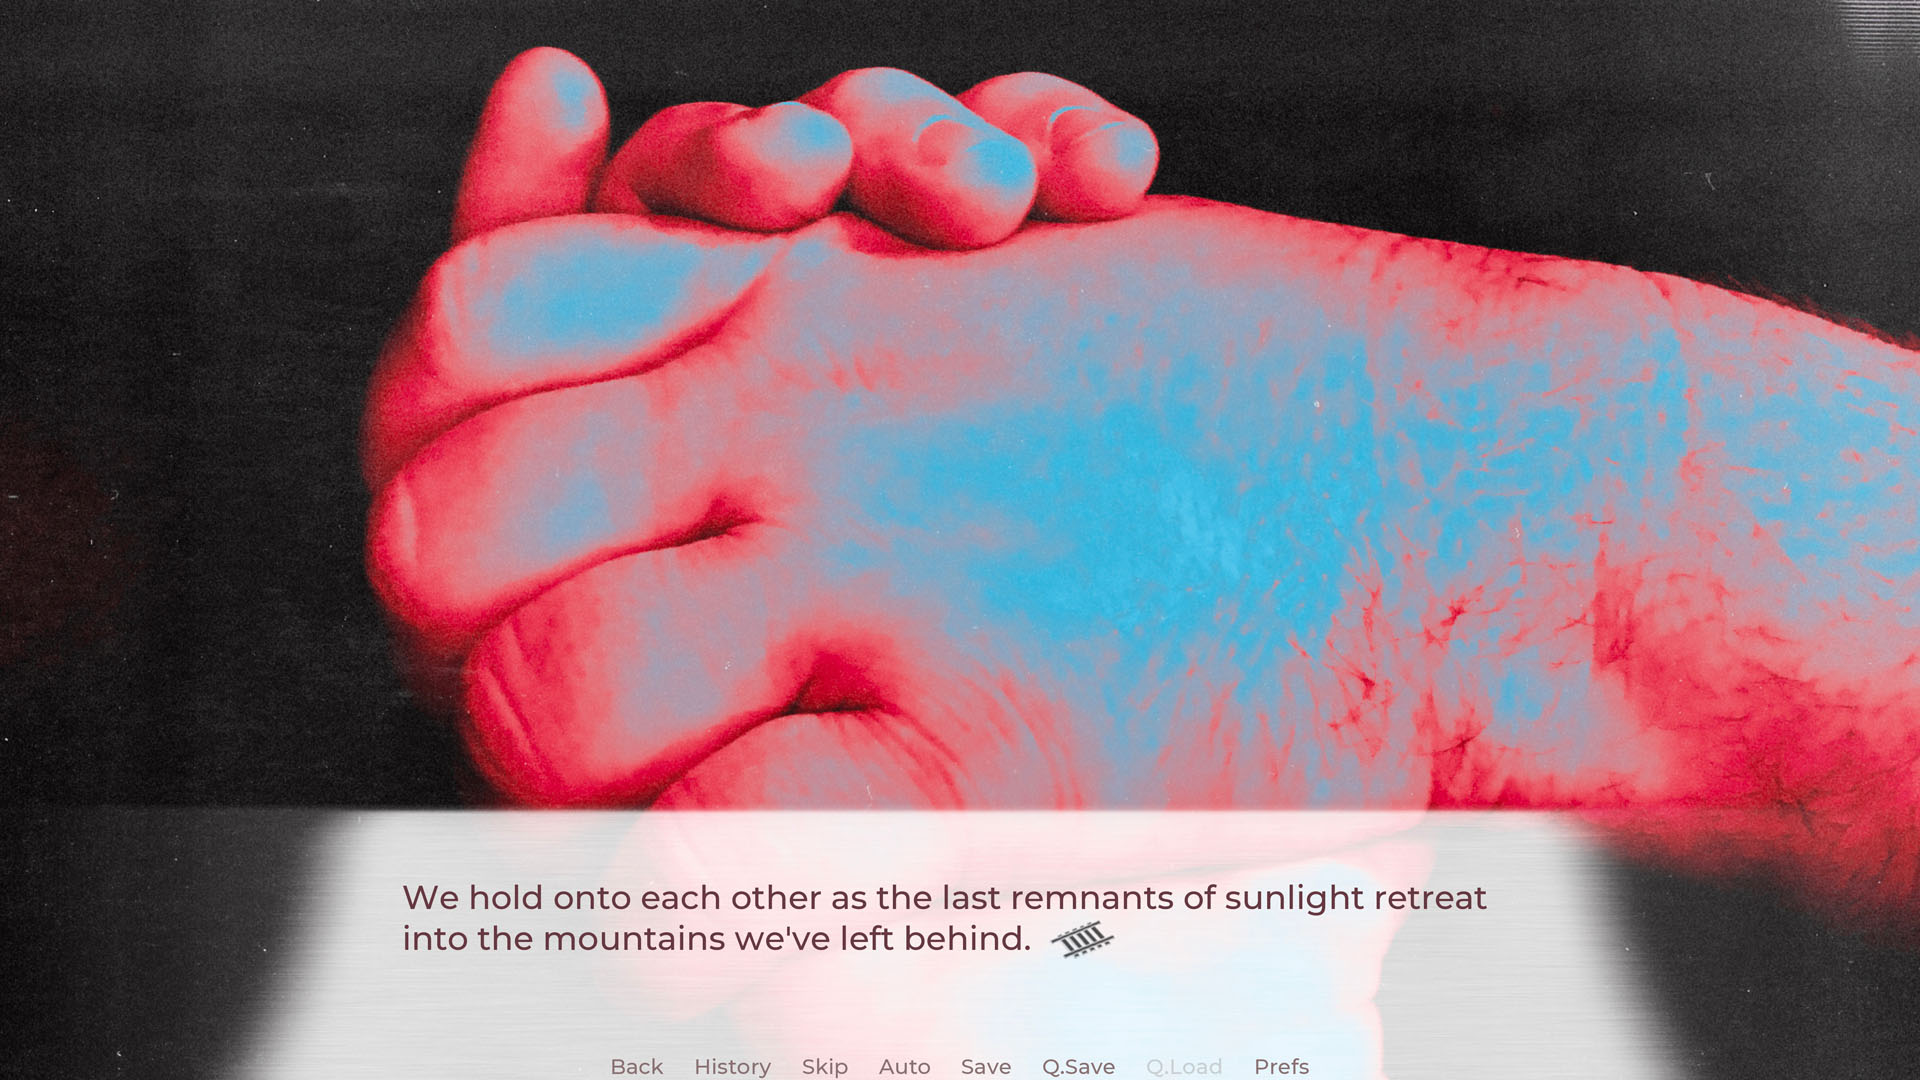 We hold onto each other as the last remnants of sunlight retreat
into the mountains we've left behind.
Back History Skip Auto Save Q.Save Q.Load Prefs